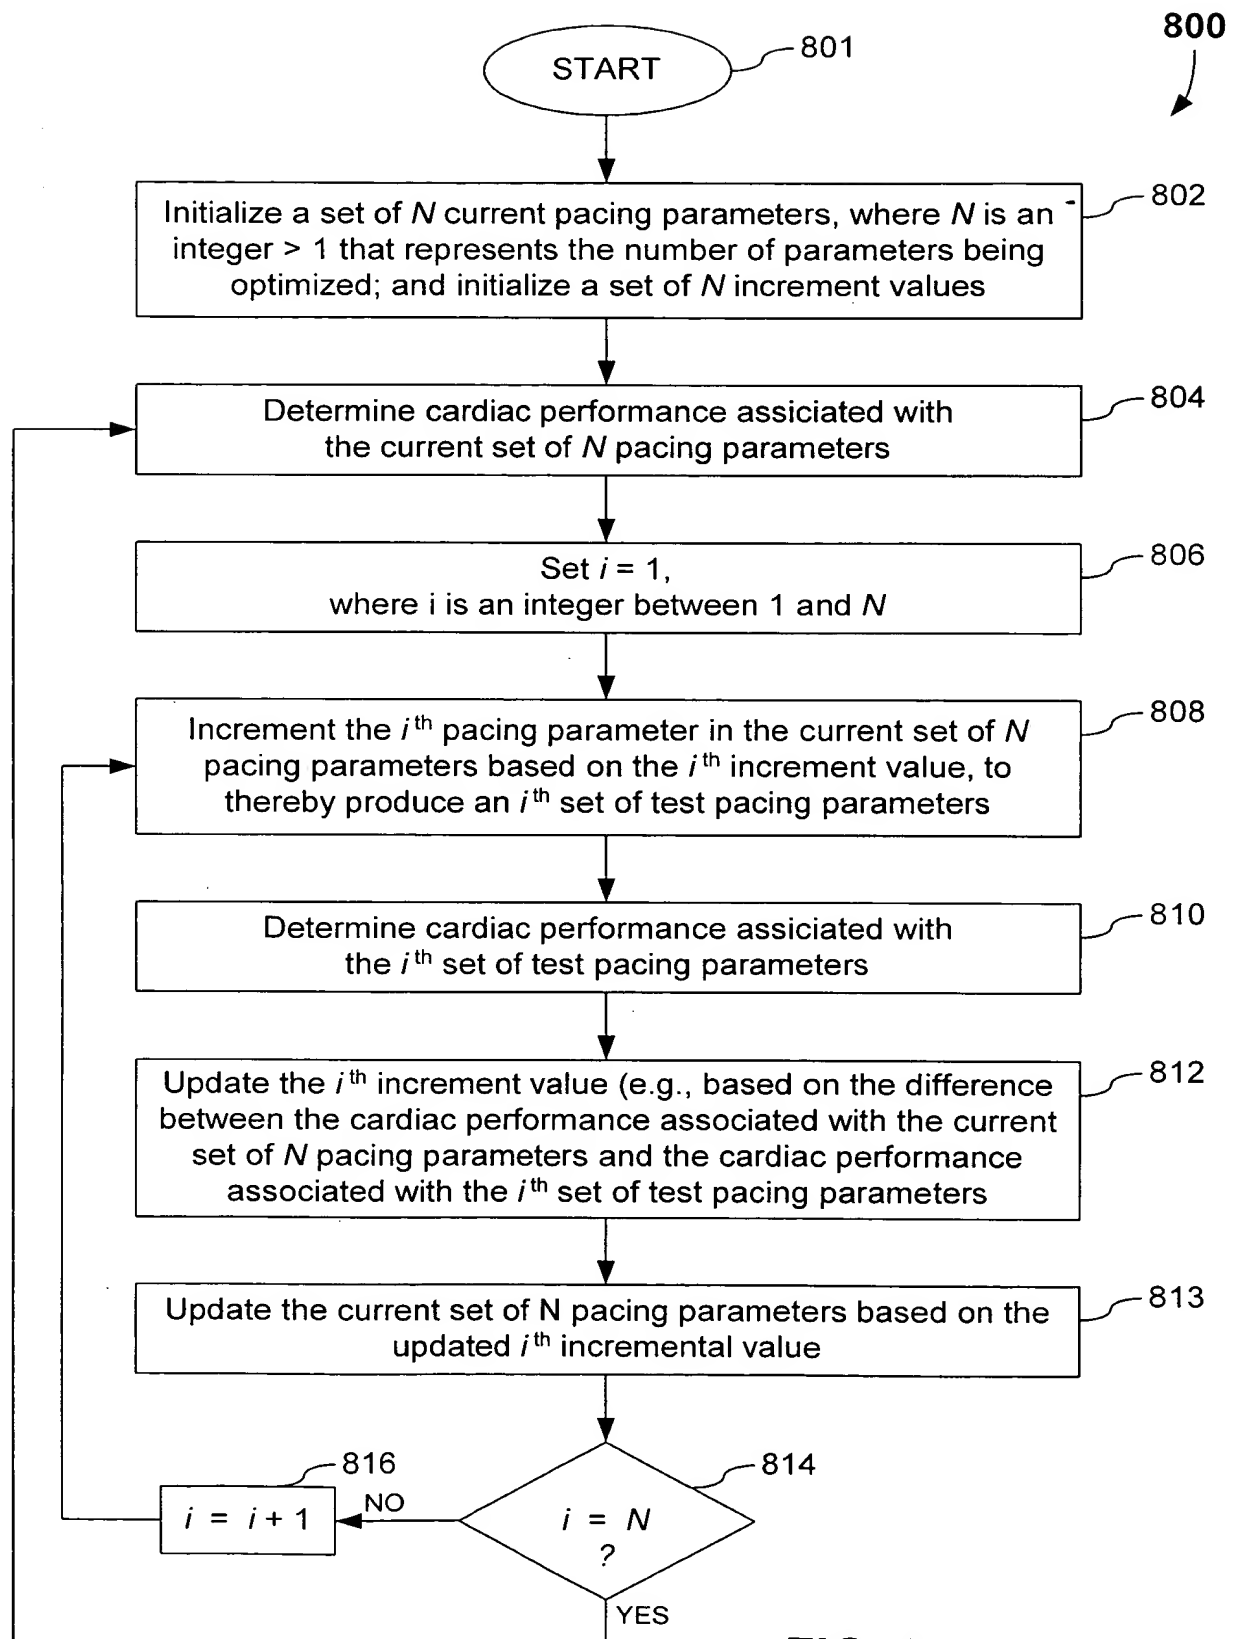 800
START
801
802
Initialize a set of N current pacing parameters, where N is an
integer > 1 that represents the number of parameters being
optimized; and initialize a set of N increment values
804
Determine cardiac performance assiciated with
the current set of N pacing parameters
806
Set i = 1,
where i is an integer between 1 and N
808
Increment the i th pacing parameter in the current set of N
pacing parameters based on the i th increment value, to
thereby produce an i th set of test pacing parameters
810
Determine cardiac performance assiciated with
the i th set of test pacing parameters
812
Update the i th increment value (e.g., based on the difference
between the cardiac performance associated with the current
set of N pacing parameters and the cardiac performance
associated with the i th set of test pacing parameters
813
Update the current set of N pacing parameters based on the
updated i th incremental value
816
814
i = i + 1
NO
i = N
?
YES